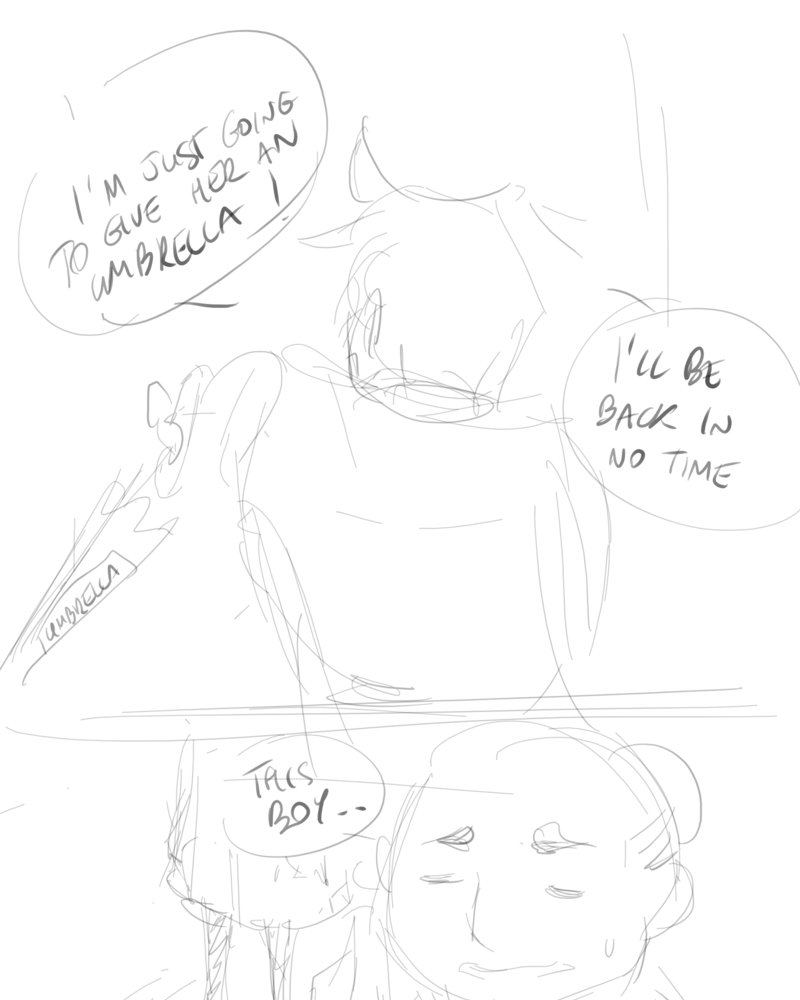 I'M JUST GOING
TO GIVE HER AN
UMBRELLA!
I'LL BE
BACK IN
NO TIME
UMBRELLA
THIS
BOY...